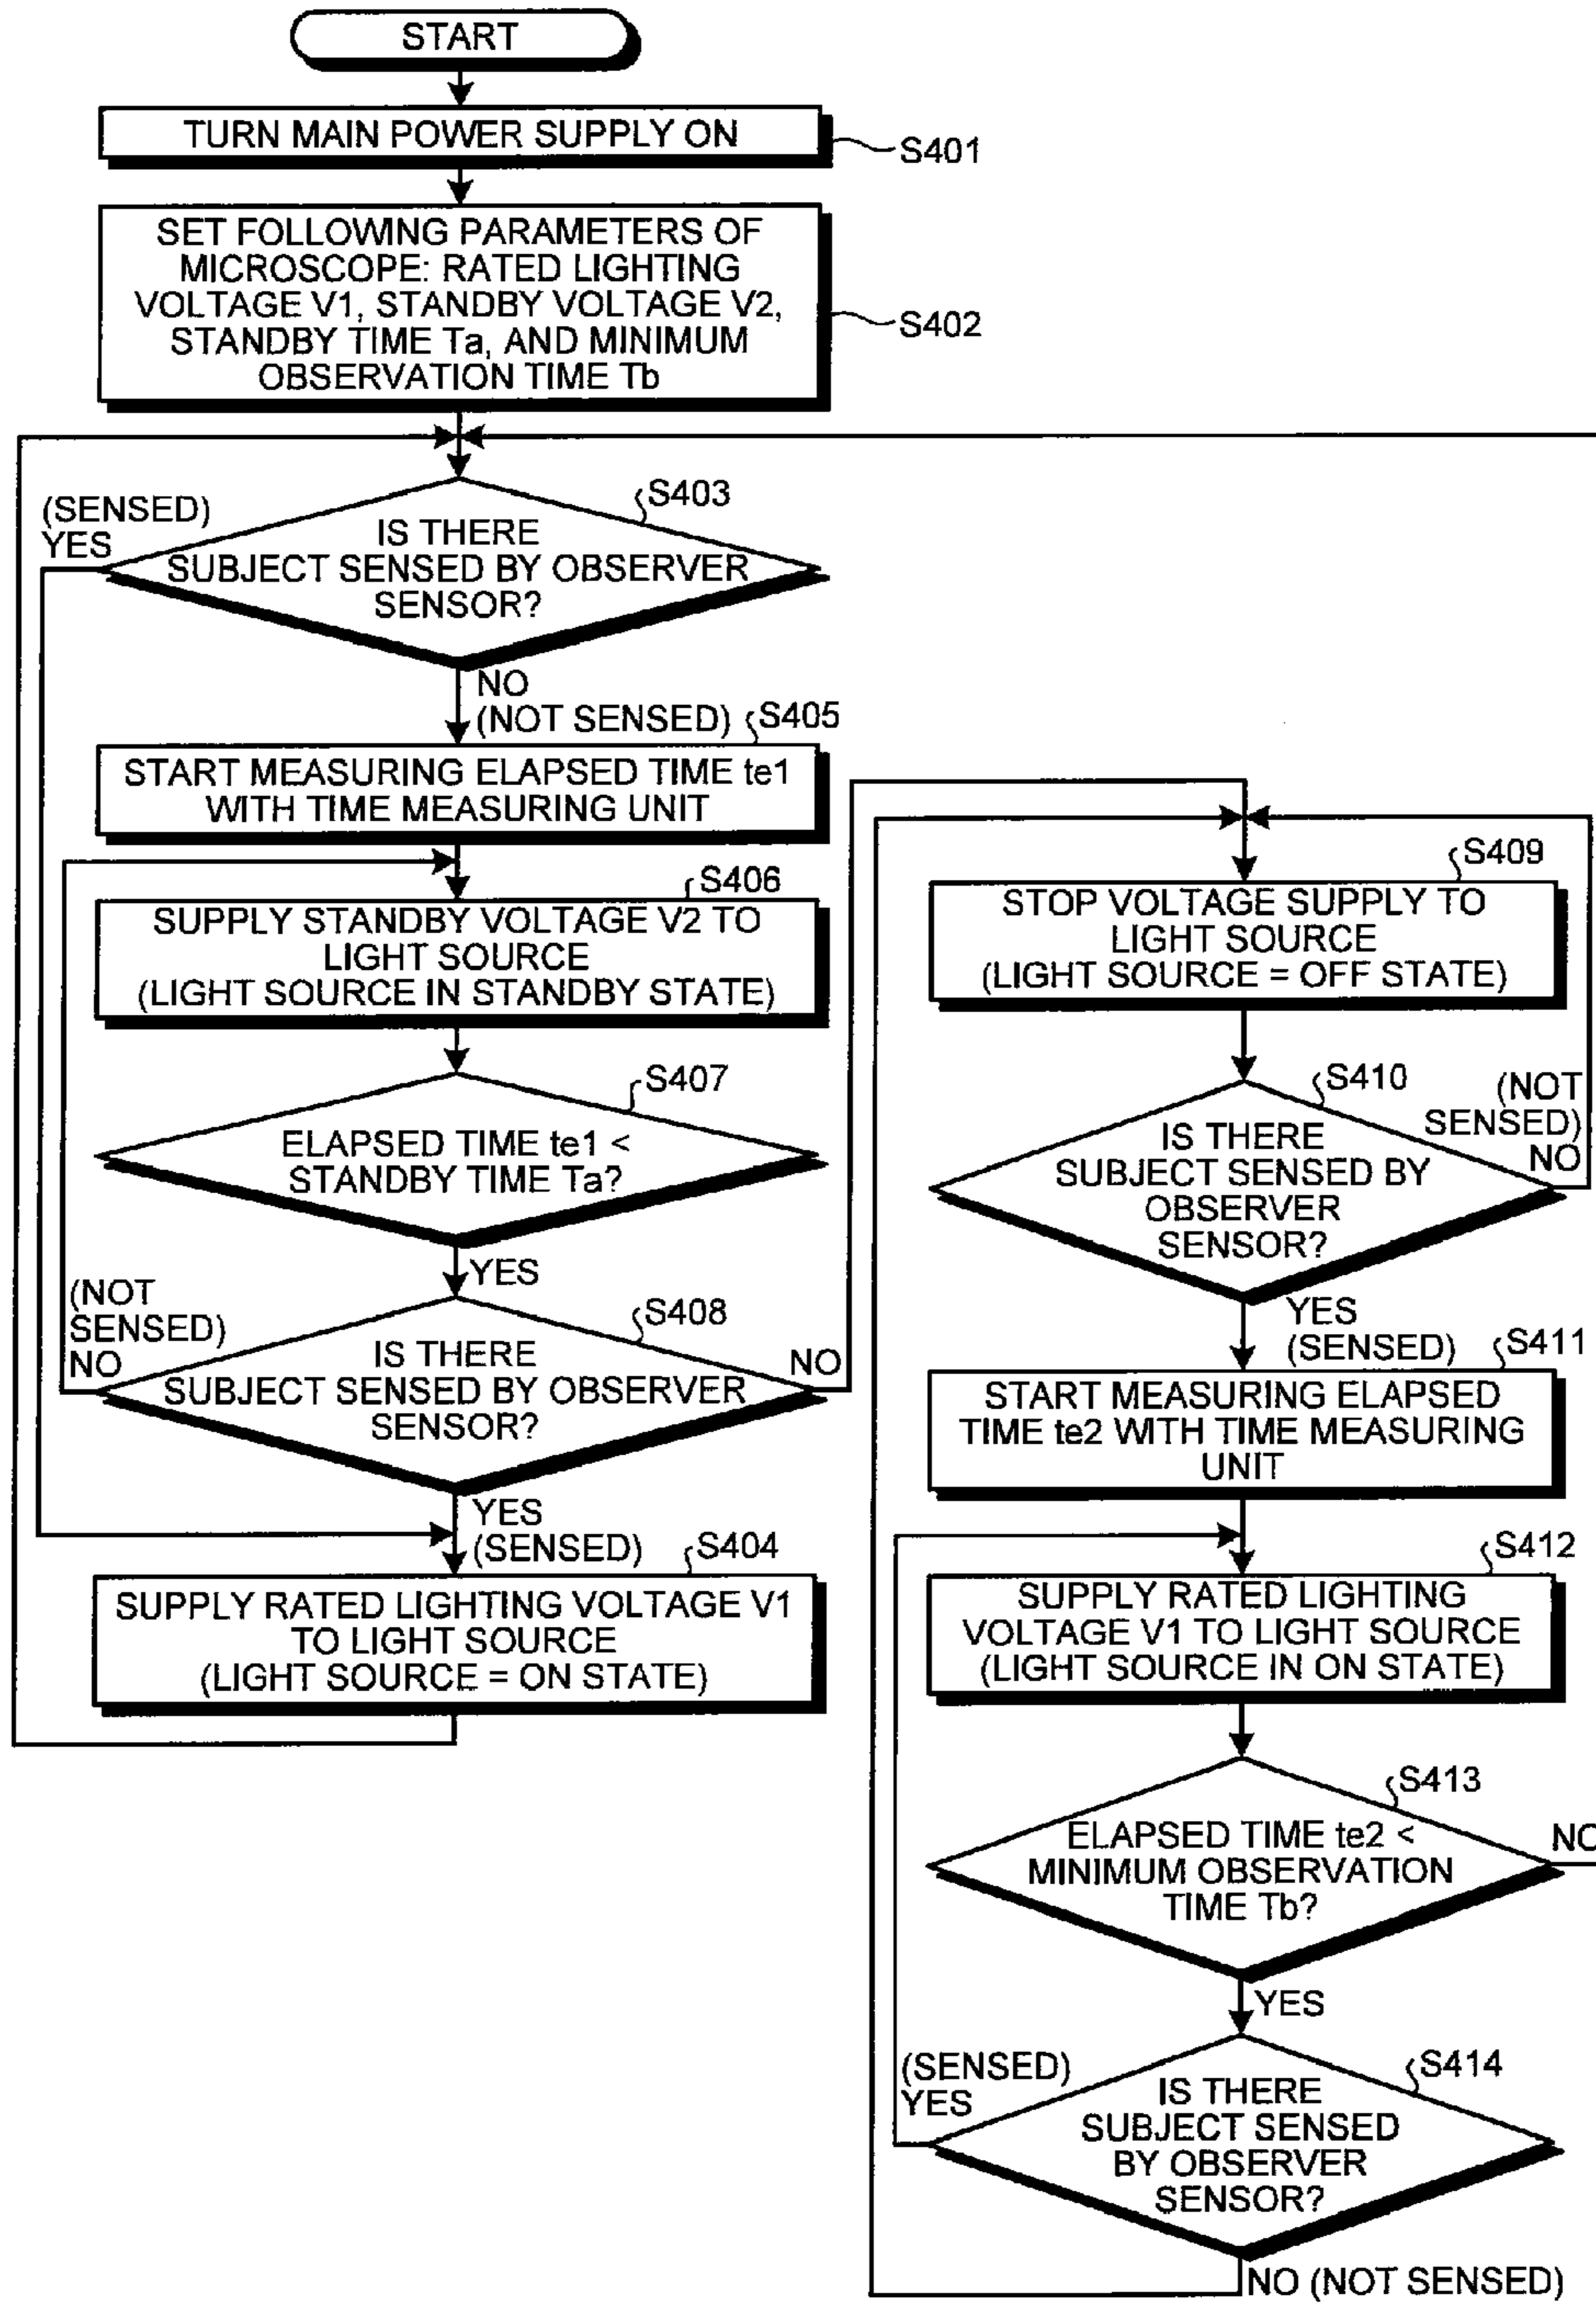 START
TURN MAIN POWER SUPPLY ON
S401
SET FOLLOWING PARAMETERS OF
MICROSCOPE: RATED LIGHTING
VOLTAGE V1, STANDBY VOLTAGE V2,
STANDBY TIME Ta, AND MINIMUM
OBSERVATION TIME Tb
S402
S403
(SENSED)
YES
IS THERE
SUBJECT SENSED BY OBSERVER
SENSOR?
NO
(NOT SENSED)
S405
START MEASURING ELAPSED TIME te1
WITH TIME MEASURING UNIT
S406
SUPPLY STANDBY VOLTAGE V2 TO
LIGHT SOURCE
(LIGHT SOURCE IN STANDBY STATE)
S407
ELAPSED TIME te1 <
STANDBY TIME Ta?
YES
S408
(NOT
SENSED)
NO
IS THERE
SUBJECT SENSED BY OBSERVER
SENSOR?
NO
YES
(SENSED)
S404
SUPPLY RATED LIGHTING VOLTAGE V1
TO LIGHT SOURCE
(LIGHT SOURCE = ON STATE)
S409
STOP VOLTAGE SUPPLY TO
LIGHT SOURCE
(LIGHT SOURCE = OFF STATE)
S410
(NOT
SENSED)
NO
IS THERE
SUBJECT SENSED BY
OBSERVER
SENSOR?
YES
(SENSED)
S411
START MEASURING ELAPSED
TIME te2 WITH TIME MEASURING
UNIT
S412
SUPPLY RATED LIGHTING
VOLTAGE V1 TO LIGHT SOURCE
(LIGHT SOURCE IN ON STATE)
S413
ELAPSED TIME te2 <
MINIMUM OBSERVATION
TIME Tb?
NO
YES
S414
(SENSED)
YES
IS THERE
SUBJECT SENSED
BY OBSERVER
SENSOR?
NO (NOT SENSED)